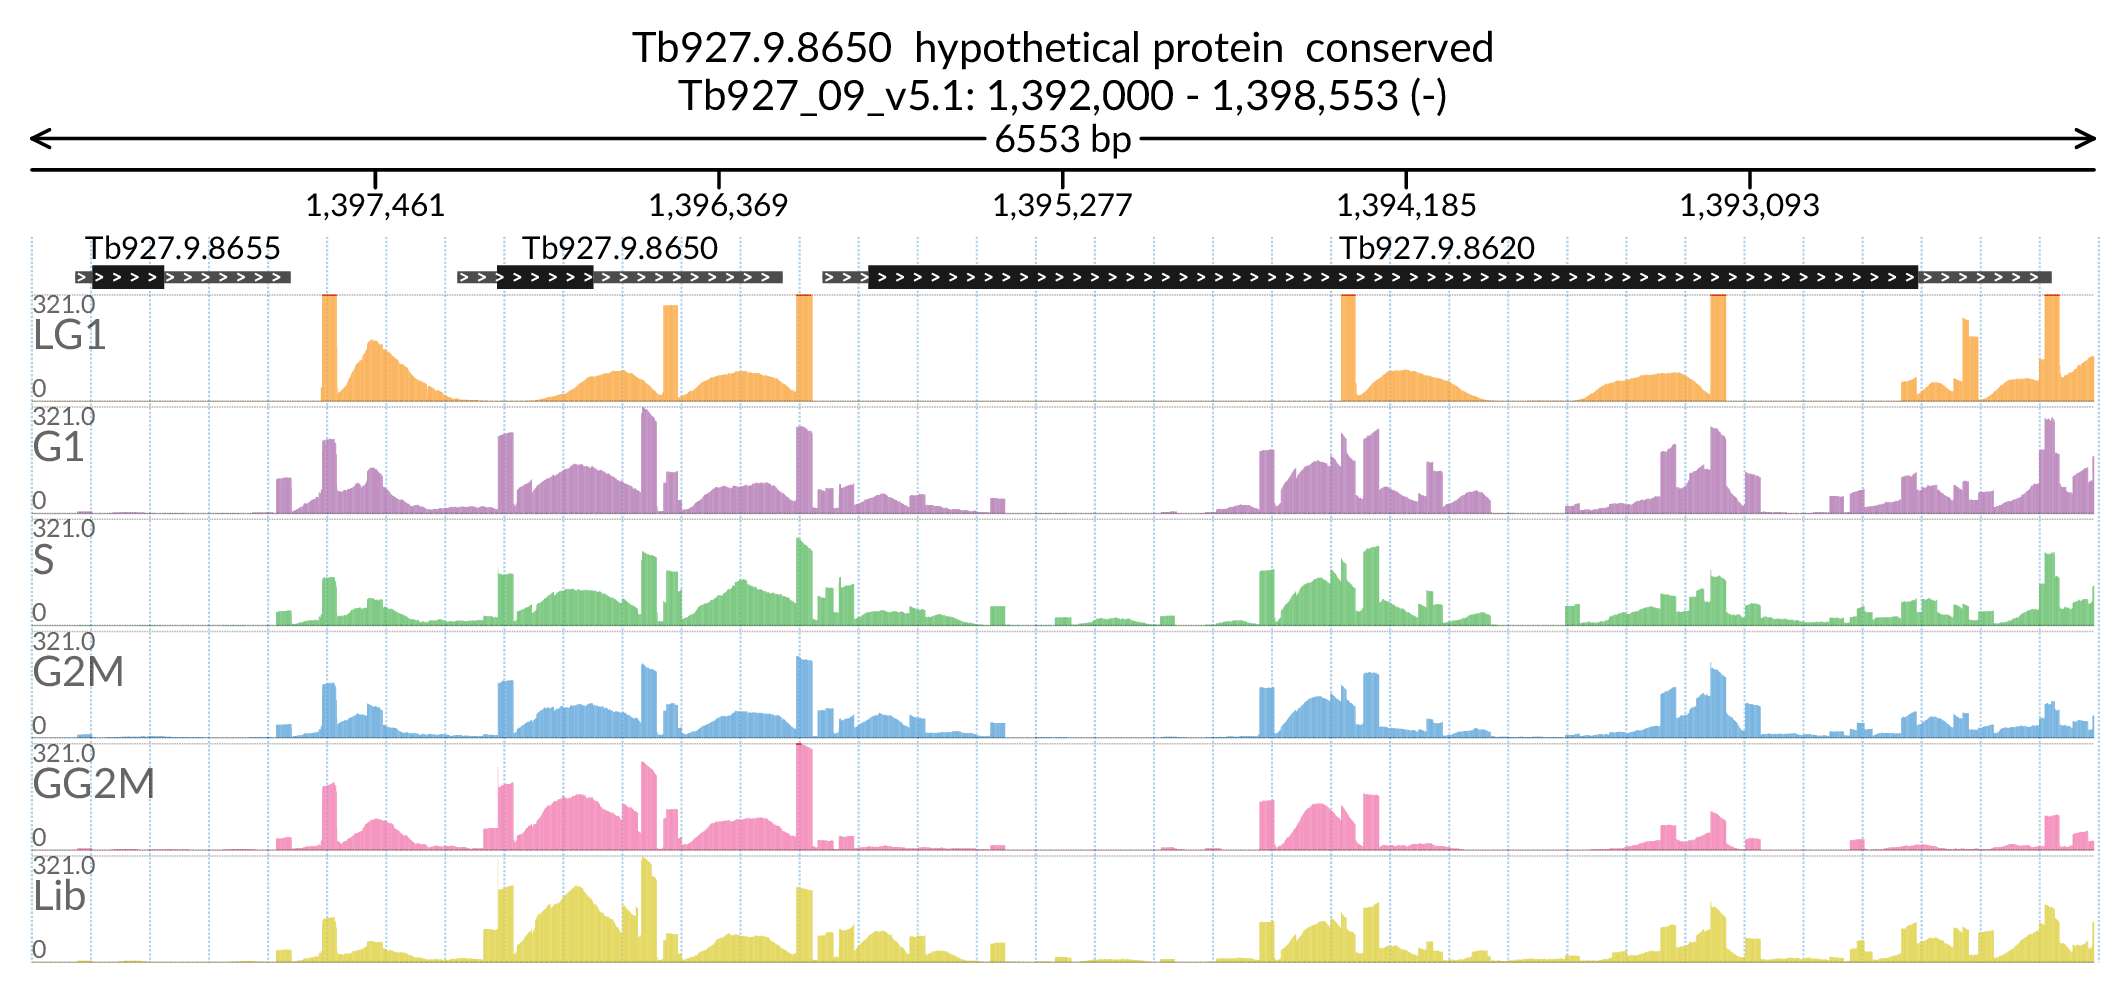 Tb927.9.8650  hypothetical protein  conserved
Tb927_09_v5.1: 1,392,000 - 1,398,553 (-)
6553 bp
1,397,461 1,396,369 1,395,277 1,394,185 1,393,093
Tb927.9.8655 Tb927.9.8650 Tb927.9.8620
321.0
LG1
0
321.0
G1
0
321.0
S
0
321.0
G2M
0
321.0
GG2M
0
321.0
Lib
0